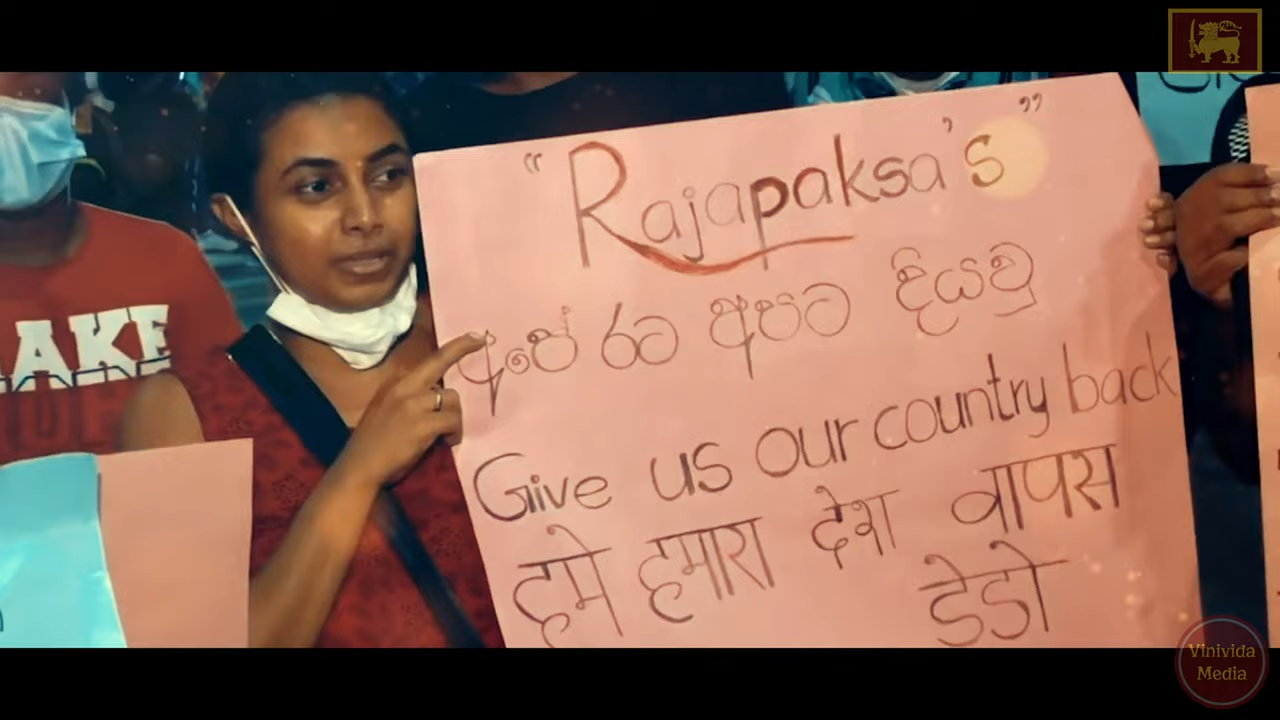 AKE
" Rajapaksa's "
අපේ රට අපට දියව්
Give us our country back
हमे हमारा देश वापस
डेडो
Vinivida
Media